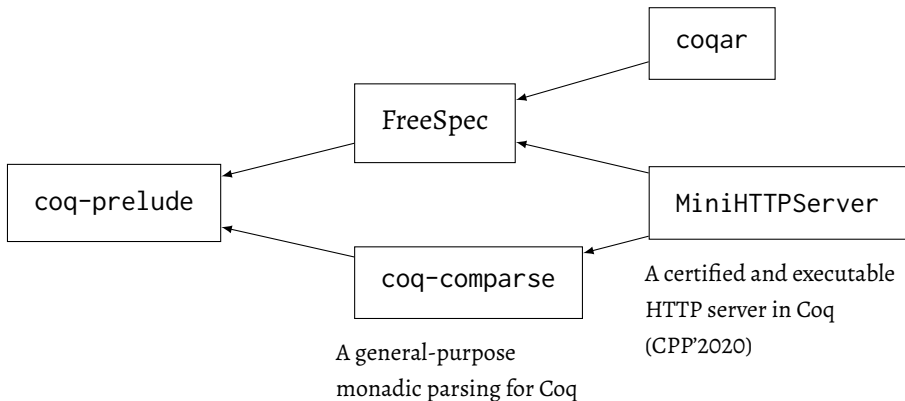 coqar
FreeSpec
coq-prelude
MiniHTTPServer
coq-comparse
A certified and executable
HTTP server in Coq
(CPP’2020)
A general-purpose
monadic parsing for Coq